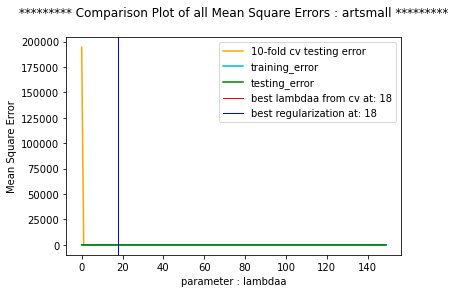 ********* Comparison Plot of all Mean Square Errors : artsmall *********
200000
175000
150000
125000
100000
75000
50000
25000
0
Mean Square Error
10-fold cv testing error
training_error
testing_error
best lambdaa from cv at: 18
best regularization at: 18
0 20 40 60 80 100 120 140
parameter : lambdaa